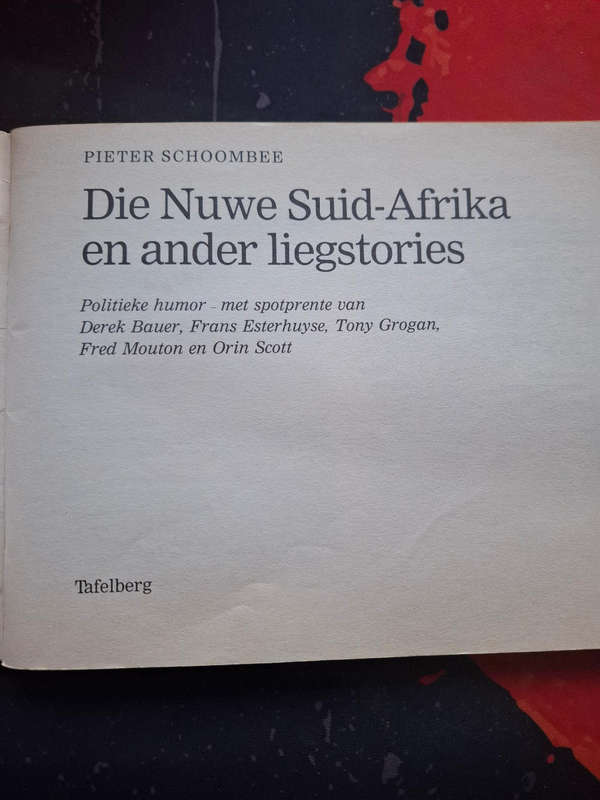 PIETER SCHOOMBEE
Die Nuwe Suid-Afrika
en ander liegstories
Politieke humor – met spotprente van
Derek Bauer, Frans Esterhuyse, Tony Grogan,
Fred Mouton en Orin Scott
Tafelberg